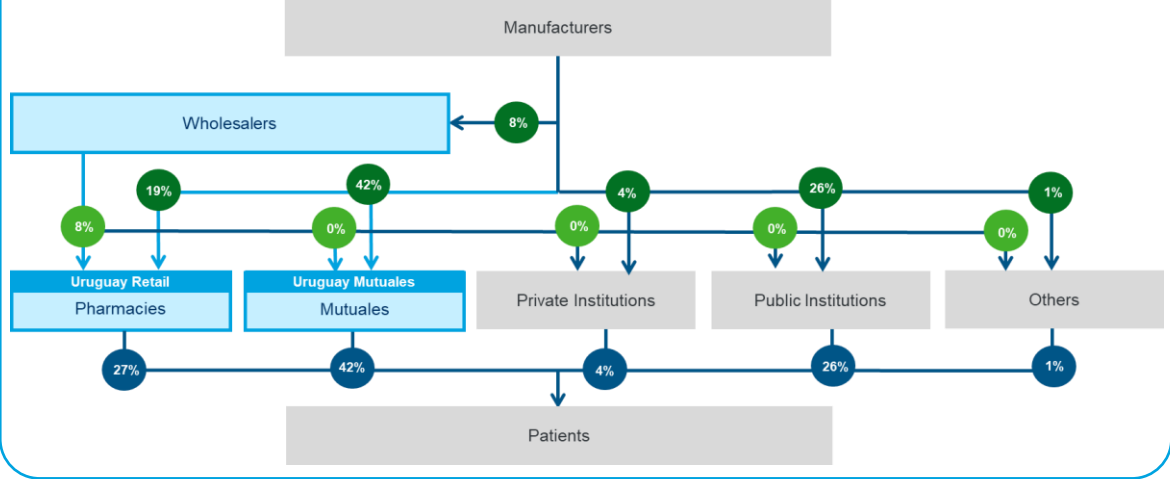 Manufacturers
Wholesalers
8%
19%
42%
4%
26%
1%
8%
0%
0%
0%
0%
Uruguay Retail
Pharmacies
Uruguay Mutuales
Mutuales
Private Institutions
Public Institutions
Others
27%
42%
4%
26%
1%
Patients